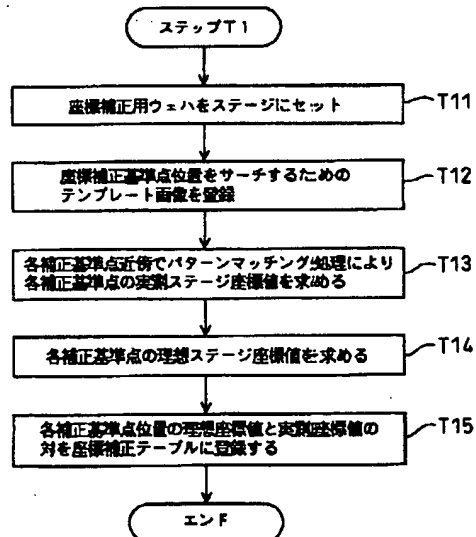 ステップT1
座標補正用ウェハをステージにセット
T11
座標補正基準点位置をサーチするための
テンプレート画像を登録
T12
各補正基準点近傍でパターンマッチング処理により
各補正基準点の実測ステージ座標値を求める
T13
各補正基準点の理想ステージ座標値を求める
T14
各補正基準点位置の理想座標値と実測座標値の
対を座標補正テーブルに登録する
T15
エンド